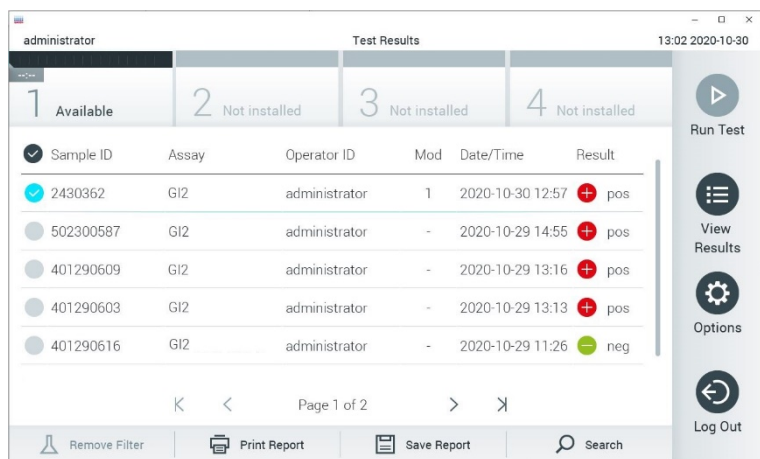 administrator Test Results 13:02 2020-10-30
--:--
1 Available 2 Not installed 3 Not installed 4 Not installed
Run Test
Sample ID Assay Operator ID Mod Date/Time Result
2430362 GI2 administrator 1 2020-10-30 12:57 pos
502300587 GI2 administrator - 2020-10-29 14:55 pos
401290609 GI2 administrator - 2020-10-29 13:16 pos
401290603 GI2 administrator - 2020-10-29 13:13 pos
401290616 GI2 administrator - 2020-10-29 11:26 neg
View
Results
Options
Page 1 of 2
Log Out
Remove Filter Print Report Save Report Search